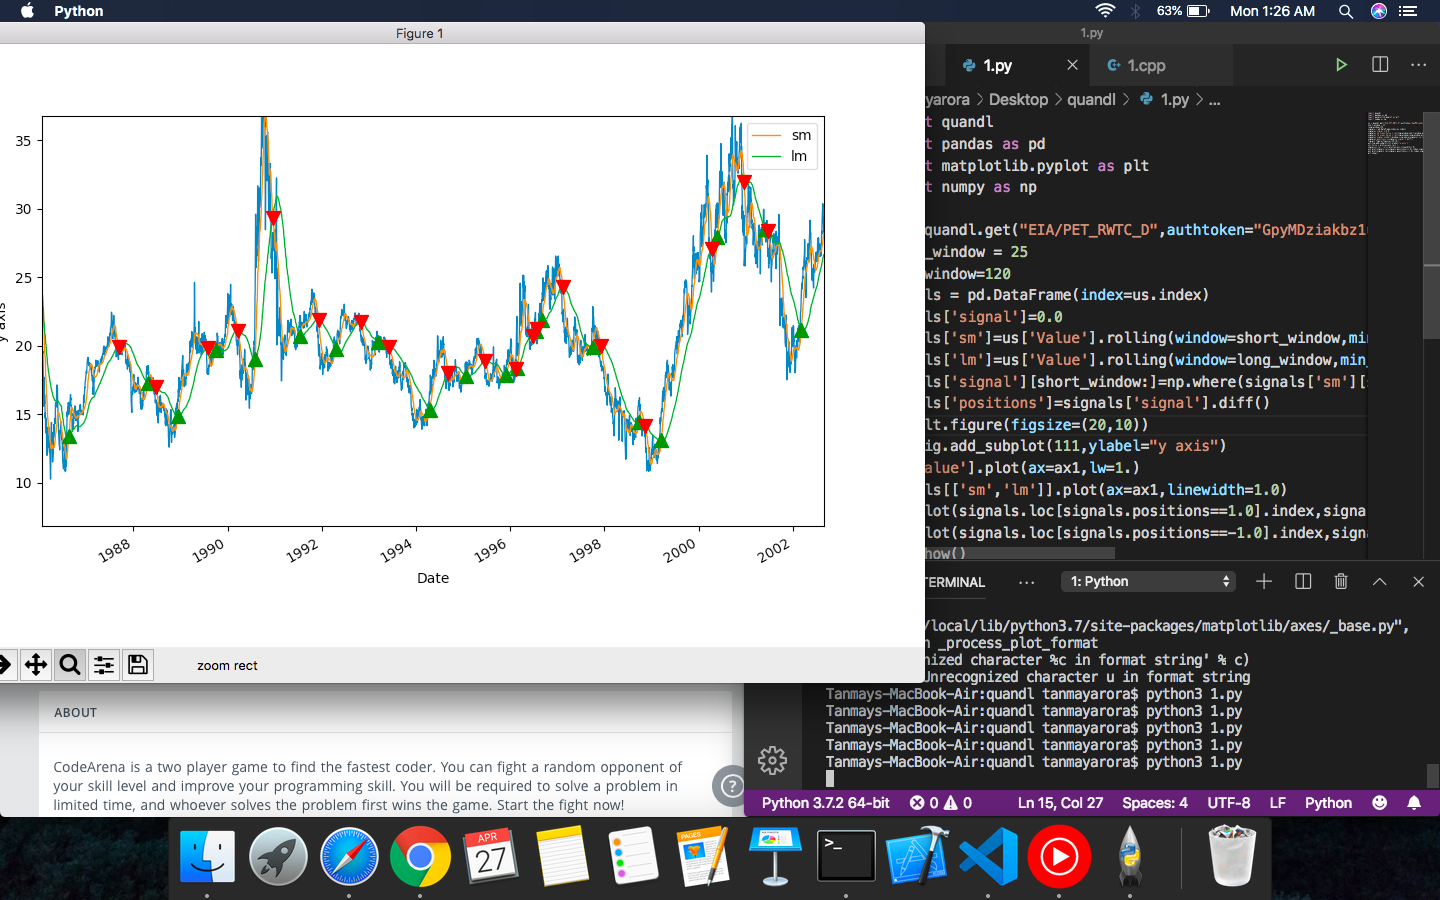 Python
63%
Mon 1:26 AM
Figure 1
35
30
25
20
15
10
y axis
sm
lm
1988
1990
1992
1994
1996
1998
2000
2002
Date
zoom rect
1.py
1.py
1.cpp
yarora > Desktop > quandl > 1.py > ...
t quandl
t pandas as pd
t matplotlib.pyplot as plt
t numpy as np
quandl.get("EIA/PET_RWTC_D",authtoken="GpyMDziakbz1
_window = 25
window=120
ls = pd.DataFrame(index=us.index)
ls['signal']=0.0
ls['sm']=us['Value'].rolling(window=short_window,min
ls['lm']=us['Value'].rolling(window=long_window,min_
ls['signal'][short_window:]=np.where(signals['sm'][
ls['positions']=signals['signal'].diff()
lt.figure(figsize=(20,10))
ig.add_subplot(111,ylabel="y axis")
alue'].plot(ax=ax1,lw=1.)
ls[['sm','lm']].plot(ax=ax1,linewidth=1.0)
lot(signals.loc[signals.positions==1.0].index,signa
lot(signals.loc[signals.positions==-1.0].index,sign
how()
TERMINAL
1: Python
/local/lib/python3.7/site-packages/matplotlib/axes/_base.py",
n _process_plot_format
nized character %c in format string' % c)
Unrecognized character u in format string
Tanmays-MacBook-Air:quandl tanmayarora$ python3 1.py
Tanmays-MacBook-Air:quandl tanmayarora$ python3 1.py
Tanmays-MacBook-Air:quandl tanmayarora$ python3 1.py
Tanmays-MacBook-Air:quandl tanmayarora$ python3 1.py
Tanmays-MacBook-Air:quandl tanmayarora$ python3 1.py
Python 3.7.2 64-bit
0
0
Ln 15, Col 27
Spaces: 4
UTF-8
LF
Python
ABOUT
CodeArena is a two player game to find the fastest coder. You can fight a random opponent of
your skill level and improve your programming skill. You will be required to solve a problem in
limited time, and whoever solves the problem first wins the game. Start the fight now!
?
APR
27
PAGES
>_